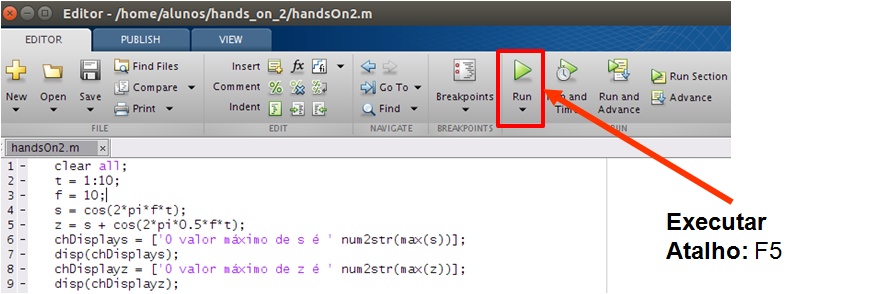 Editor - /home/alunos/hands_on_2/handsOn2.m
EDITOR PUBLISH VIEW
New Open Save Find Files Compare Print
Insert fx Comment % Indent
Go To Find
Breakpoints
Run Run and Time Run and Advance Run Section Advance
FILE EDIT NAVIGATE BREAKPOINTS RUN
handsOn2.m x
1 - clear all;
2 - t = 1:10;
3 - f = 10;
4 - s = cos(2*pi*f*t);
5 - z = s + cos(2*pi*0.5*f*t);
6 - chDisplays = ['O valor máximo de s é ' num2str(max(s))];
7 - disp(chDisplays);
8 - chDisplayz = ['O valor máximo de z é ' num2str(max(z))];
9 - disp(chDisplayz);
Executar
Atalho: F5